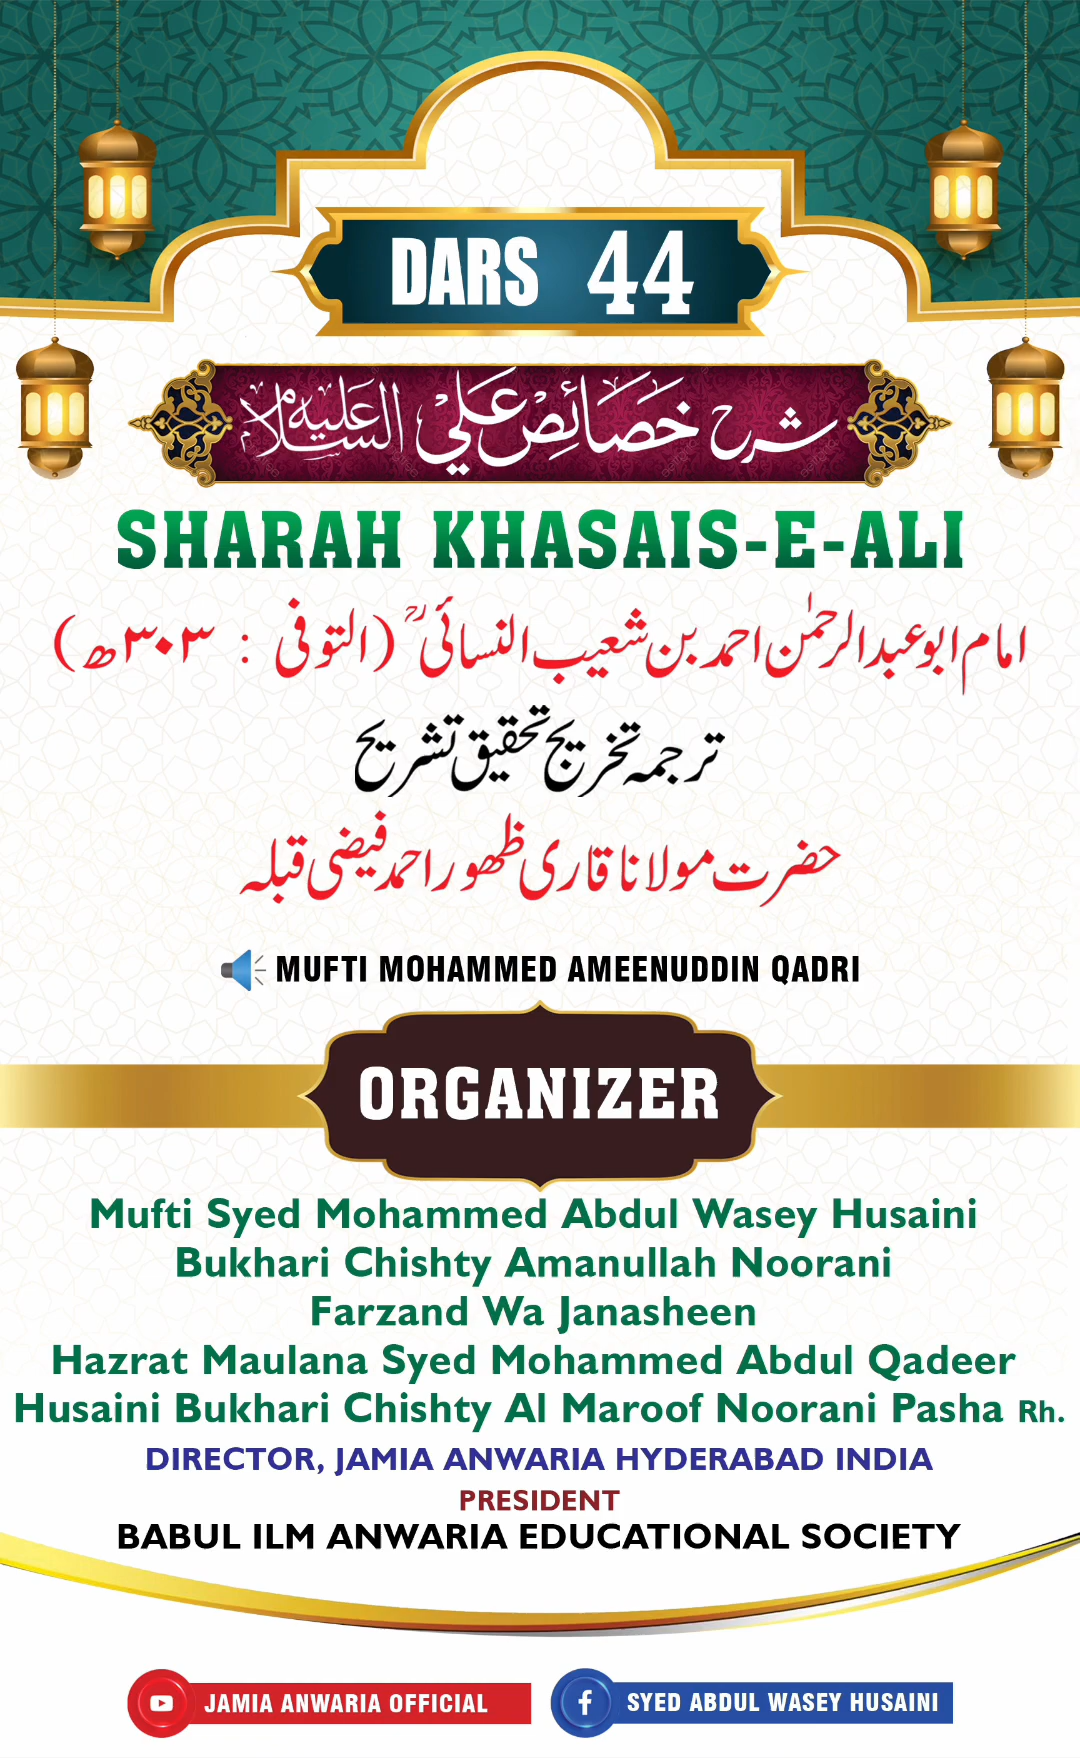 DARS 44
شرح خصائص علي عليه السلام
SHARAH KHASAIS-E-ALI
امام ابو عبدالرحمٰن احمد بن شعیب النسائیؒ (التوفی : ۳۰۳ھ)
ترجمہ تخریج تحقیق تشریح
حضرت مولانا قاری ظہور احمد فیضی قبلہ
MUFTI MOHAMMED AMEENUDDIN QADRI
ORGANIZER
Mufti Syed Mohammed Abdul Wasey Husaini
Bukhari Chishty Amanullah Noorani
Farzand Wa Janasheen
Hazrat Maulana Syed Mohammed Abdul Qadeer
Husaini Bukhari Chishty Al Maroof Noorani Pasha Rh.
DIRECTOR, JAMIA ANWARIA HYDERABAD INDIA
PRESIDENT
BABUL ILM ANWARIA EDUCATIONAL SOCIETY
JAMIA ANWARIA OFFICIAL
SYED ABDUL WASEY HUSAINI